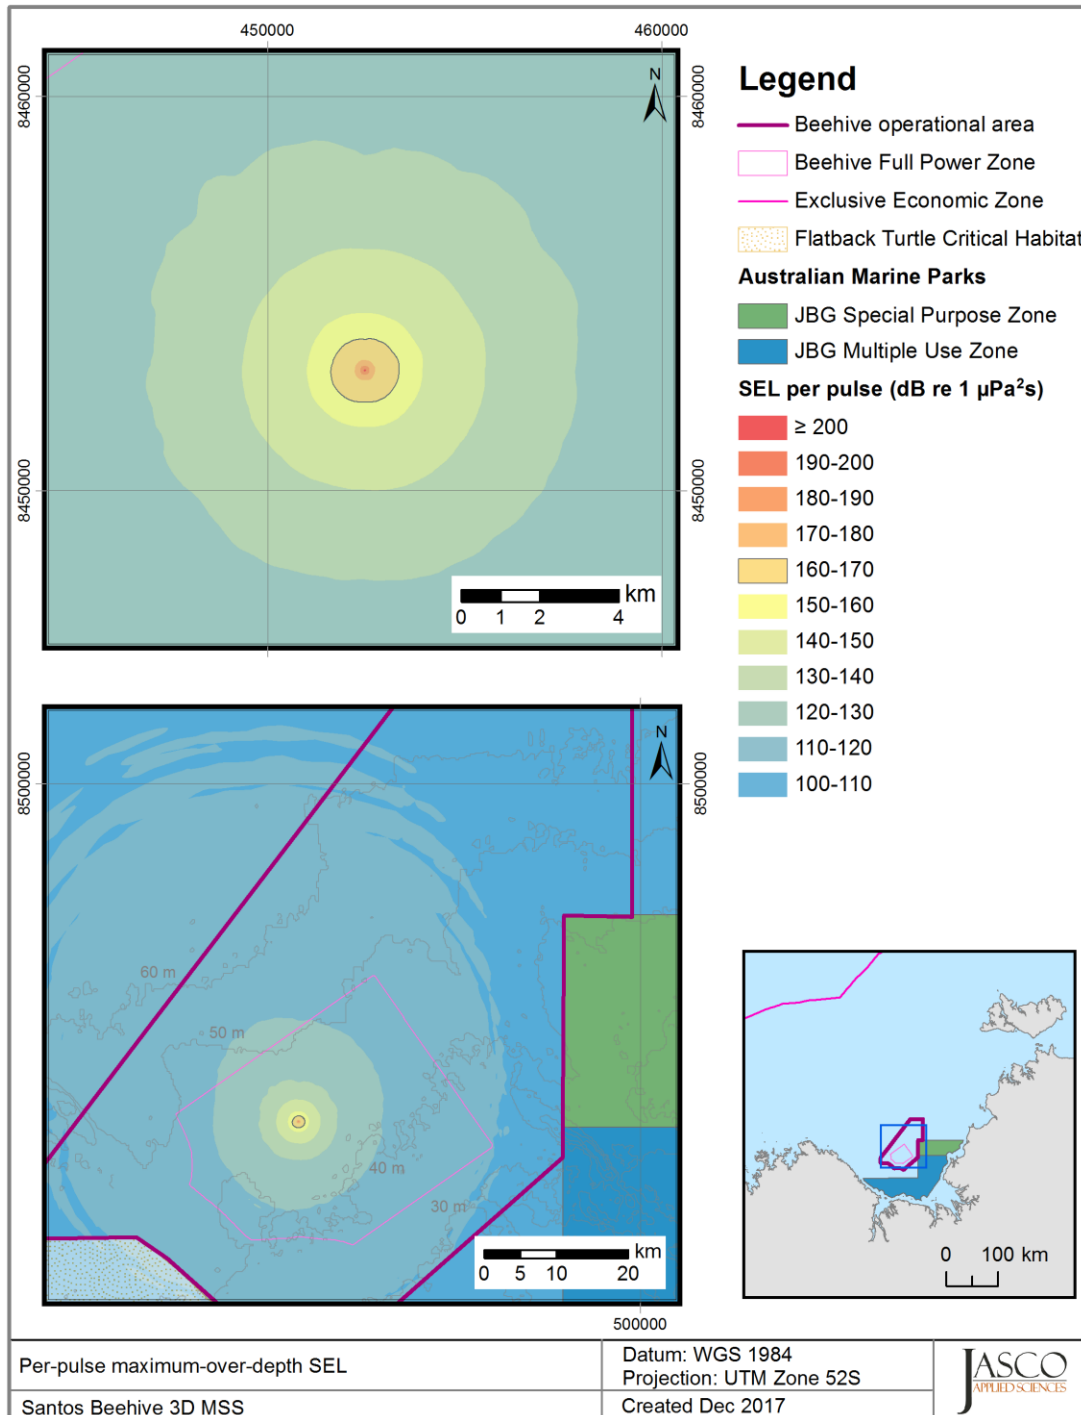 450000
460000
8460000
8460000
N
8450000
8450000
km
0 1 2 4
Legend
Beehive operational area
Beehive Full Power Zone
Exclusive Economic Zone
Flatback Turtle Critical Habitat
Australian Marine Parks
JBG Special Purpose Zone
JBG Multiple Use Zone
SEL per pulse (dB re 1 µPa²s)
≥ 200
190-200
180-190
170-180
160-170
150-160
140-150
130-140
120-130
110-120
100-110
N
8500000
8500000
60 m
50 m
40 m
30 m
km
0 5 10 20
500000
0 100 km
Per-pulse maximum-over-depth SEL
Santos Beehive 3D MSS
Datum: WGS 1984
Projection: UTM Zone 52S
Created Dec 2017
JASCO
APPLIED SCIENCES